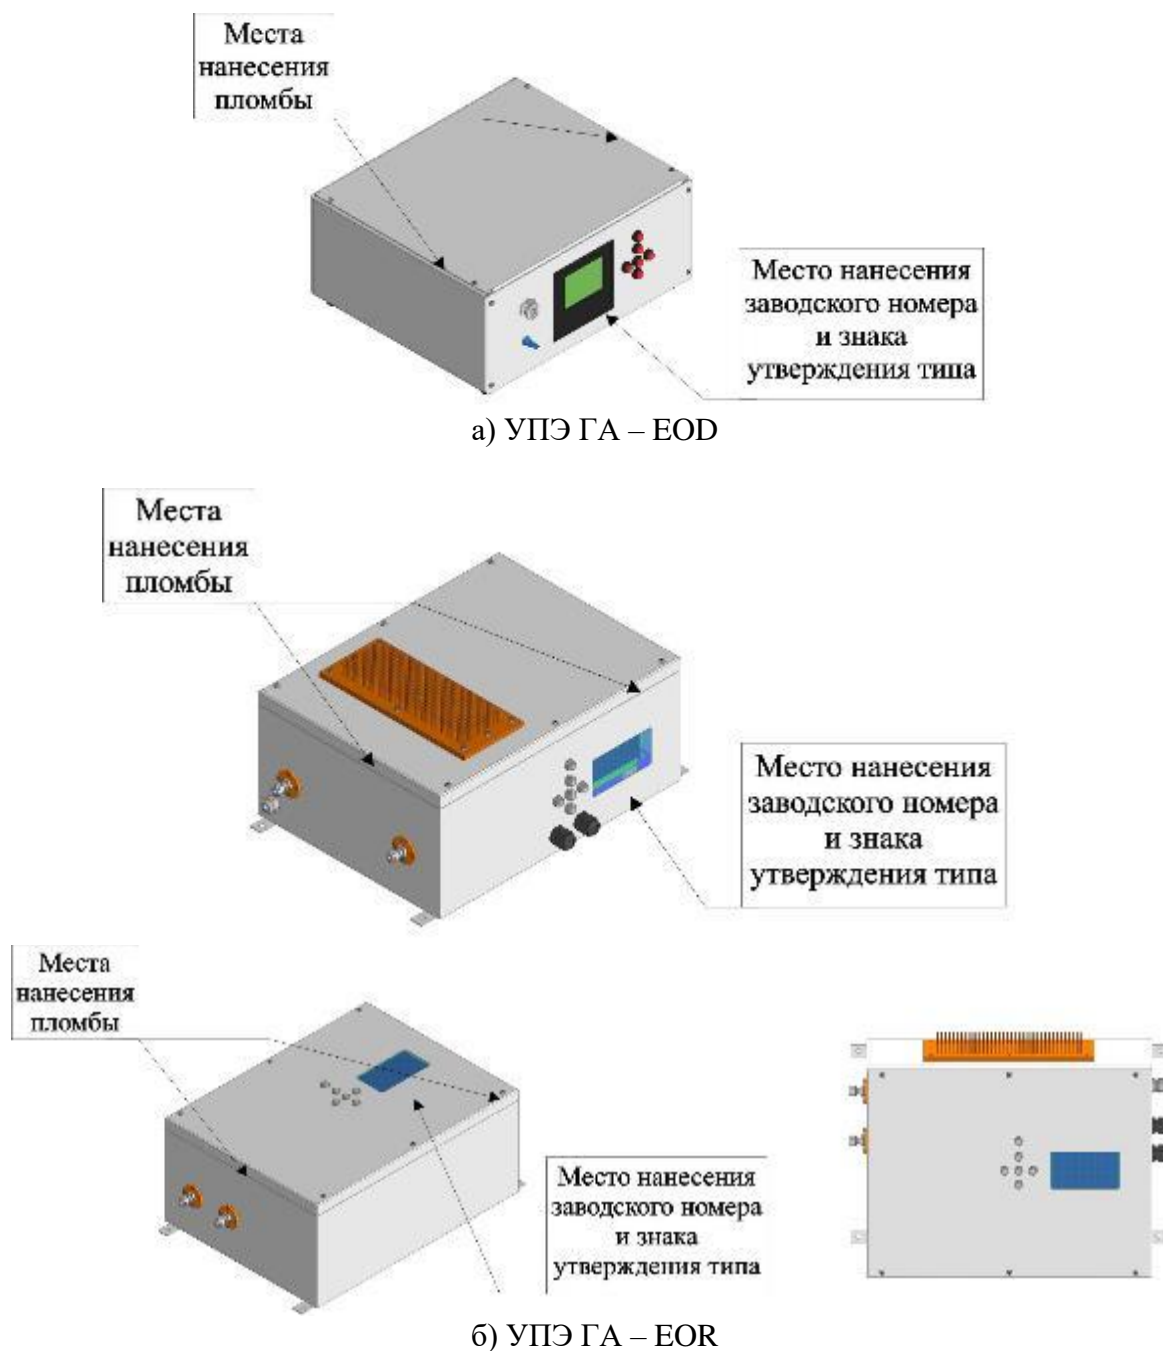 Места
нанесения
пломбы
Место нанесения
заводского номера
и знака
утверждения типа
а) УПЭ ГА – EOD
Места
нанесения
пломбы
Место нанесения
заводского номера
и знака
утверждения типа
Места
нанесения
пломбы
Место нанесения
заводского номера
и знака
утверждения типа
б) УПЭ ГА – EOR